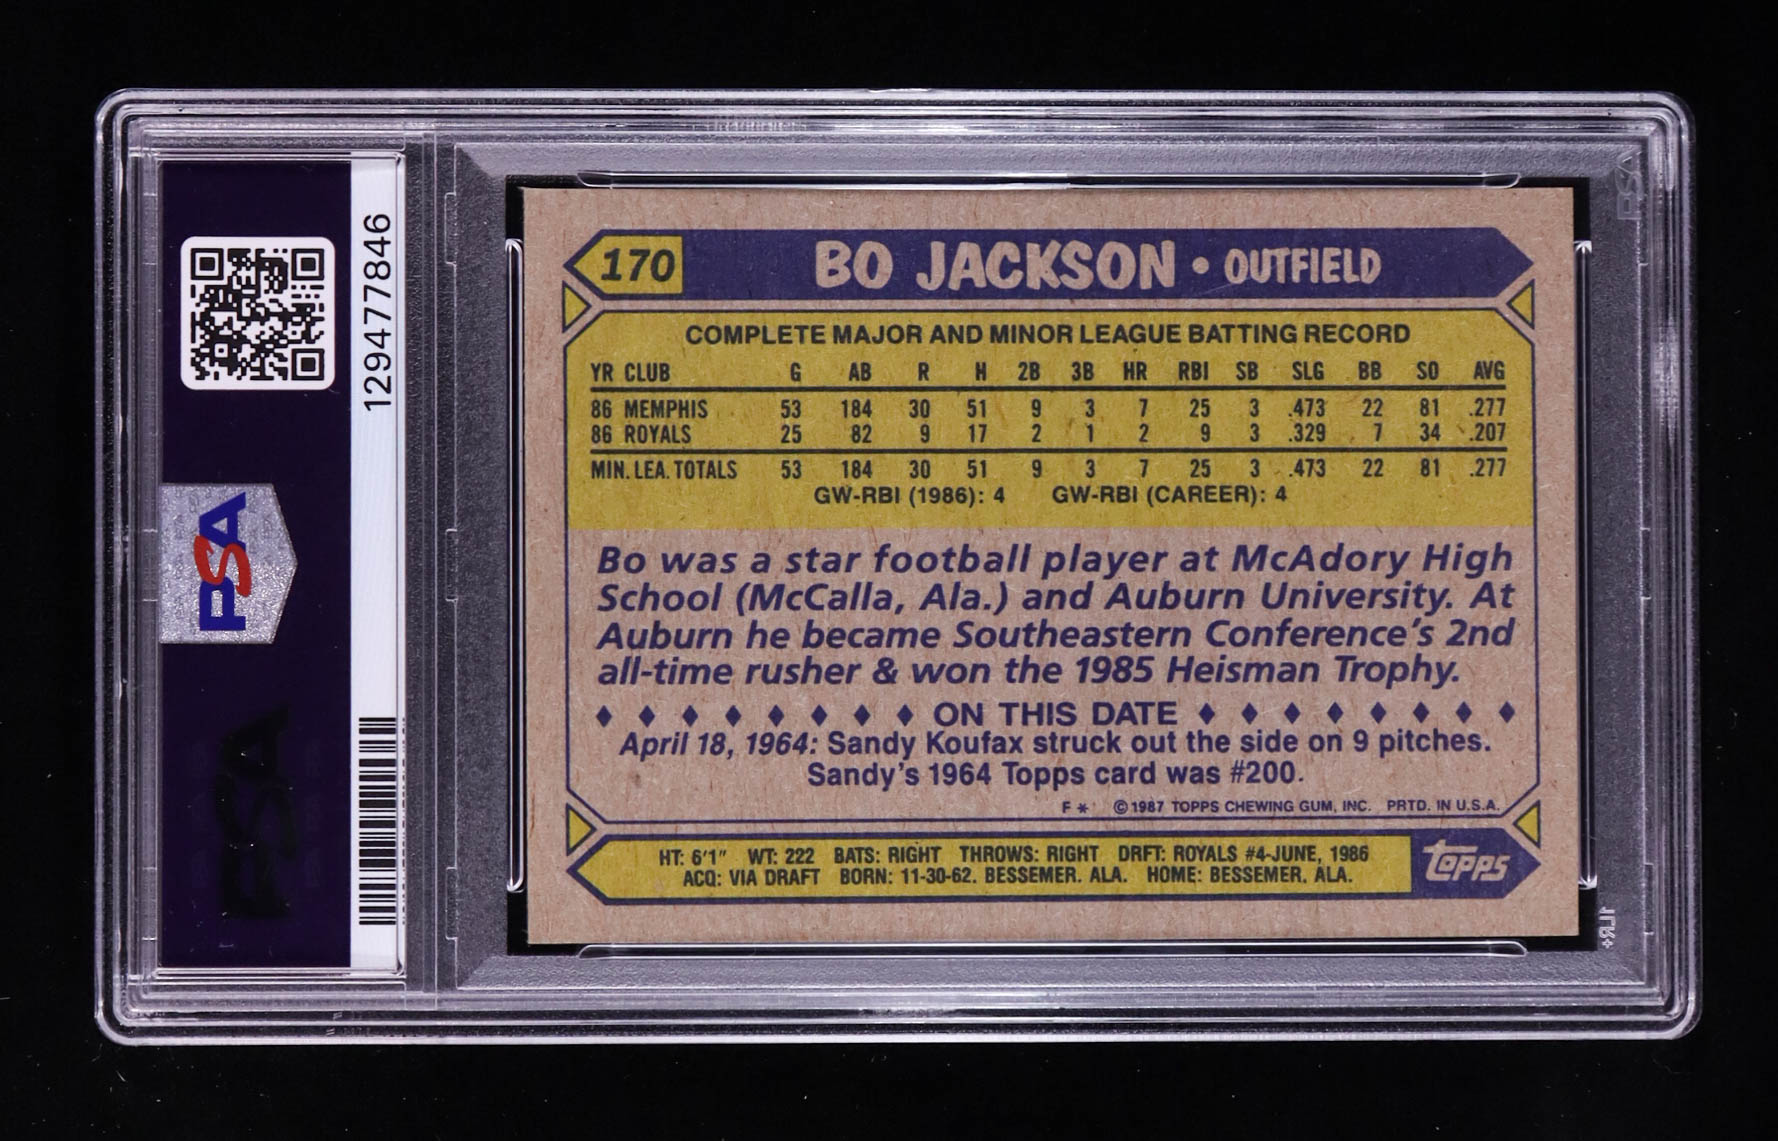 129477846
PSA
PSA
PSA
170 BO JACKSON • OUTFIELD
COMPLETE MAJOR AND MINOR LEAGUE BATTING RECORD
YR CLUB G AB R H 2B 3B HR RBI SB SLG BB SO AVG
86 MEMPHIS 53 184 30 51 9 3 7 25 3 .473 22 81 .277
86 ROYALS 25 82 9 17 2 1 2 9 3 .329 7 34 .207
MIN. LEA. TOTALS 53 184 30 51 9 3 7 25 3 .473 22 81 .277
GW-RBI (1986): 4 GW-RBI (CAREER): 4
Bo was a star football player at McAdory High
School (McCalla, Ala.) and Auburn University. At
Auburn he became Southeastern Conference's 2nd
all-time rusher & won the 1985 Heisman Trophy.
ON THIS DATE
April 18, 1964: Sandy Koufax struck out the side on 9 pitches.
Sandy's 1964 Topps card was #200.
F * © 1987 TOPPS CHEWING GUM, INC. PRTD. IN U.S.A.
HT: 6'1" WT: 222 BATS: RIGHT THROWS: RIGHT DRFT: ROYALS #4-JUNE, 1986
ACQ: VIA DRAFT BORN: 11-30-62, BESSEMER, ALA. HOME: BESSEMER, ALA.
topps
1LR+